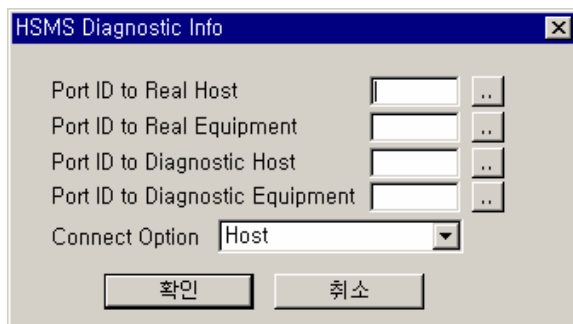 HSMS Diagnostic Info
Port ID to Real Host ..
Port ID to Real Equipment ..
Port ID to Diagnostic Host ..
Port ID to Diagnostic Equipment ..
Connect Option Host
확인 취소